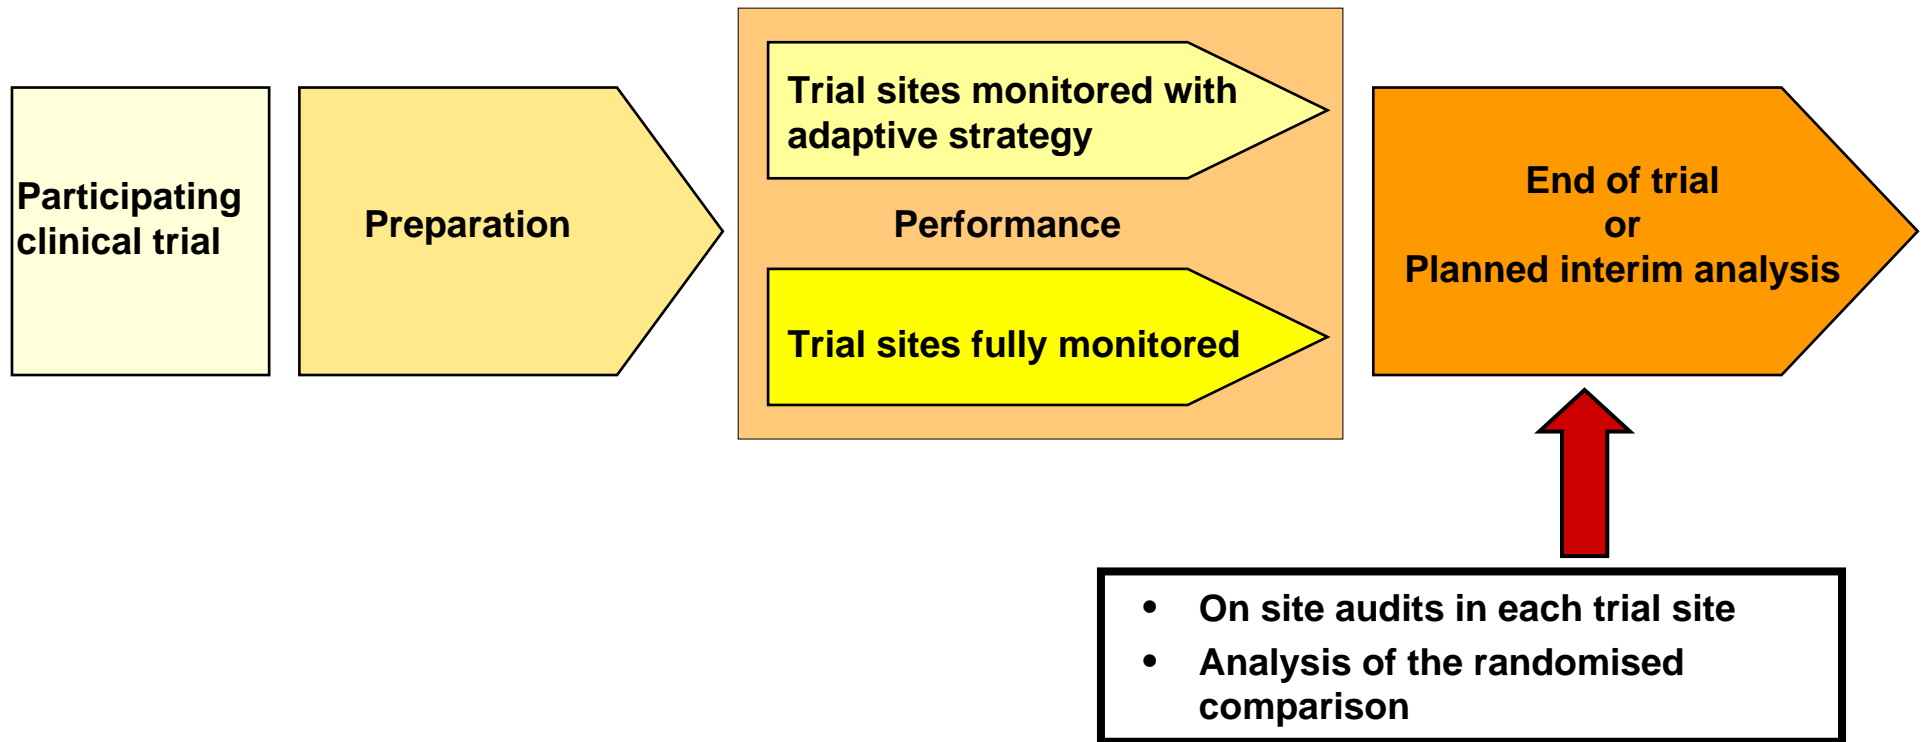 Participating
clinical trial
Preparation
Trial sites monitored with
adaptive strategy
Performance
Trial sites fully monitored
End of trial
or
Planned interim analysis
• On site audits in each trial site
• Analysis of the randomised
comparison